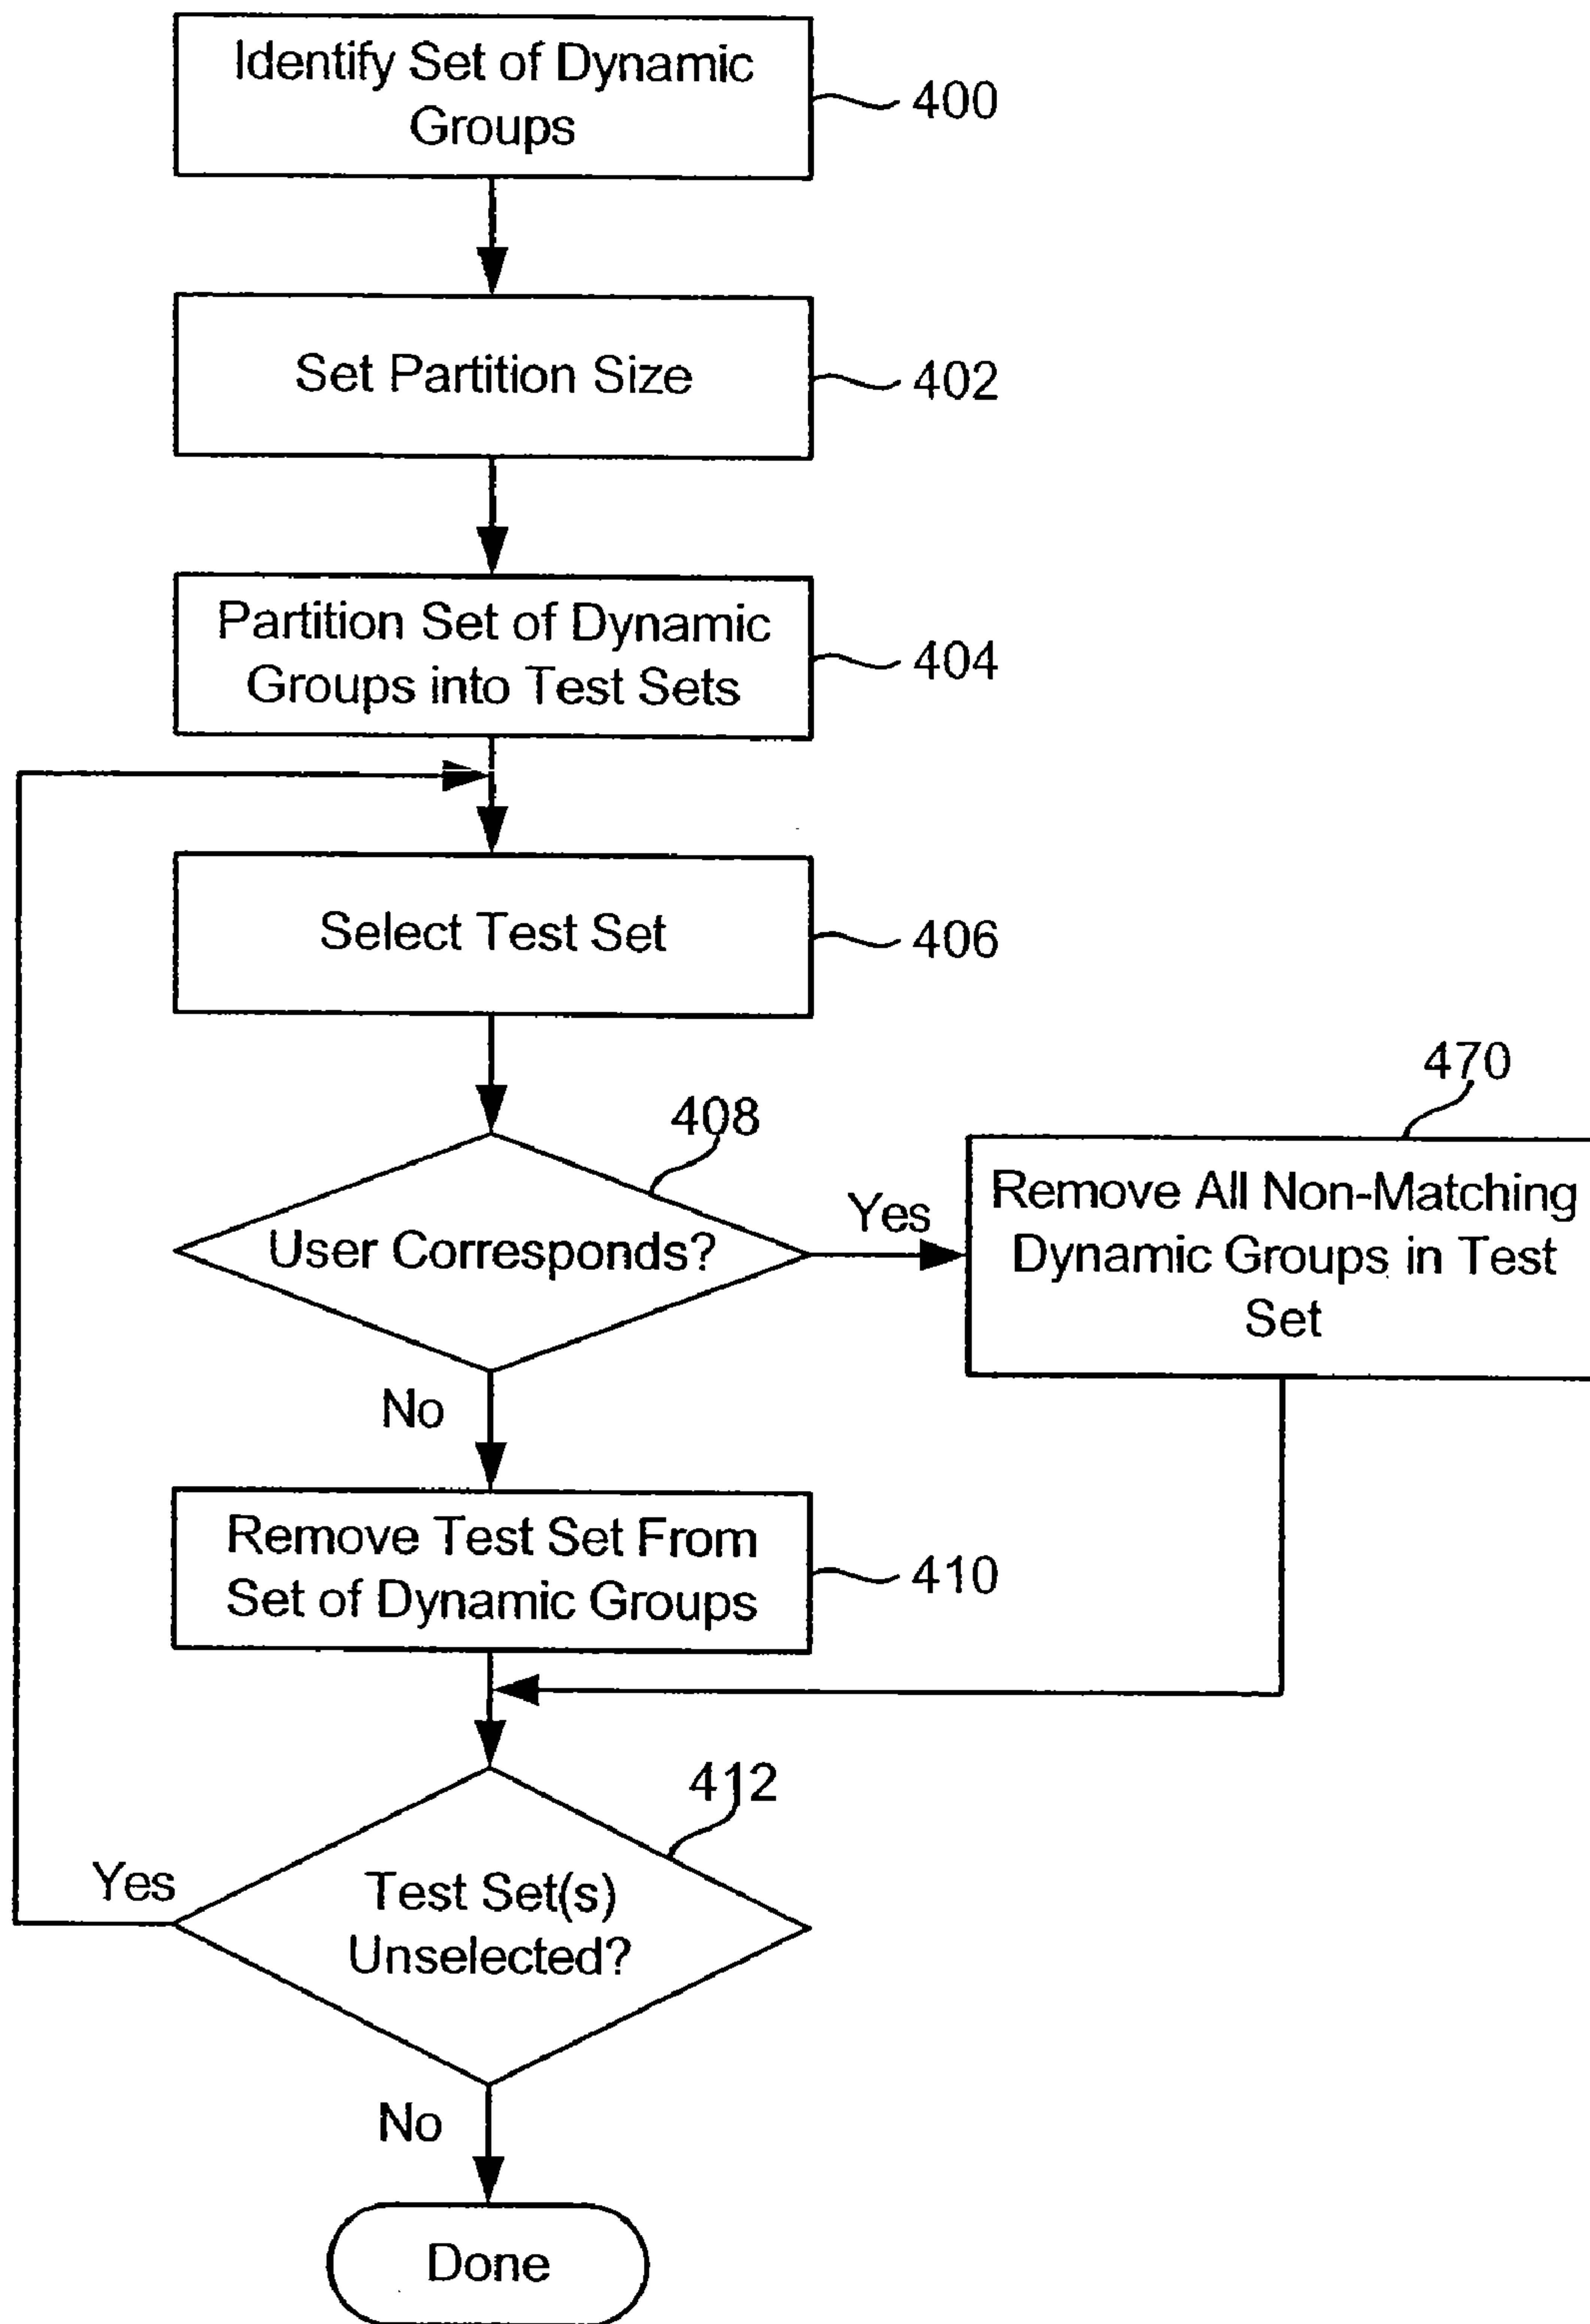 Identify Set of Dynamic
Groups
400
Set Partition Size
402
Partition Set of Dynamic
Groups into Test Sets
404
Select Test Set
406
408
User Corresponds?
Yes
470
Remove All Non-Matching
Dynamic Groups in Test
Set
No
Remove Test Set From
Set of Dynamic Groups
410
412
Test Set(s)
Unselected?
Yes
No
Done